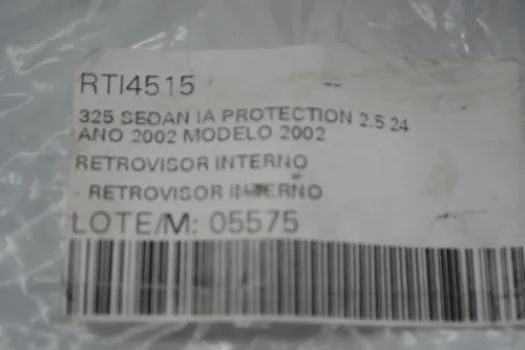 RTI4515
325 SEDAN IA PROTECTION 2.5 24
ANO 2002 MODELO 2002
RETROVISOR INTERNO
- RETROVISOR INTERNO
LOTE/M: 05575